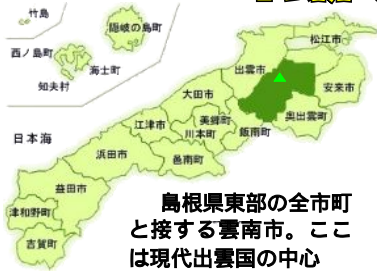 竹島
隠岐の島町
西ノ島町
海士町
知夫村
松江市
出雲市
安来市
大田市
奥出雲町
飯南町
美郷町
川本町
江津市
日本海
邑南町
浜田市
益田市
津和野町
吉賀町
島根県東部の全市町
と接する雲南市。ここ
は現代出雲国の中心